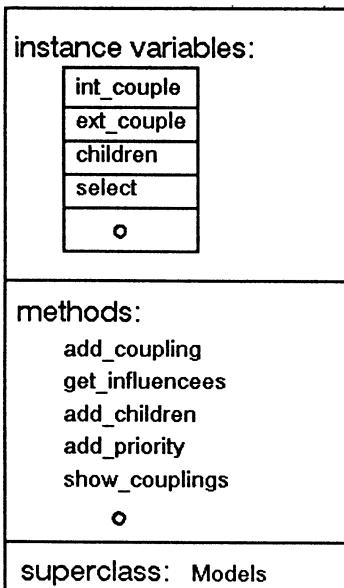 instance variables:
int_couple
ext_couple
children
select
o
methods:
add_coupling
get_influencees
add_children
add_priority
show_couplings
o
superclass: Models